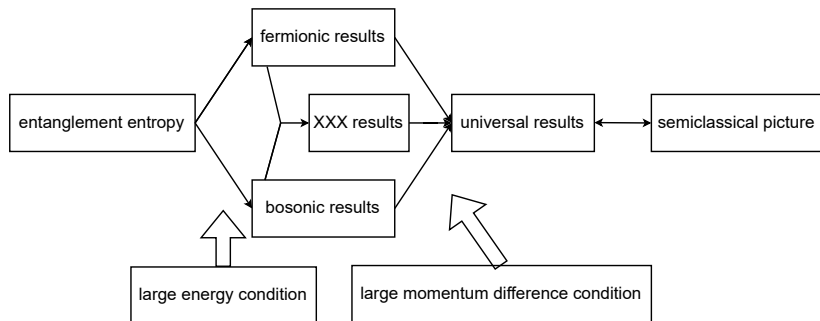 fermionic results
entanglement entropy
XXX results
universal results
semiclassical picture
bosonic results
large energy condition
large momentum difference condition